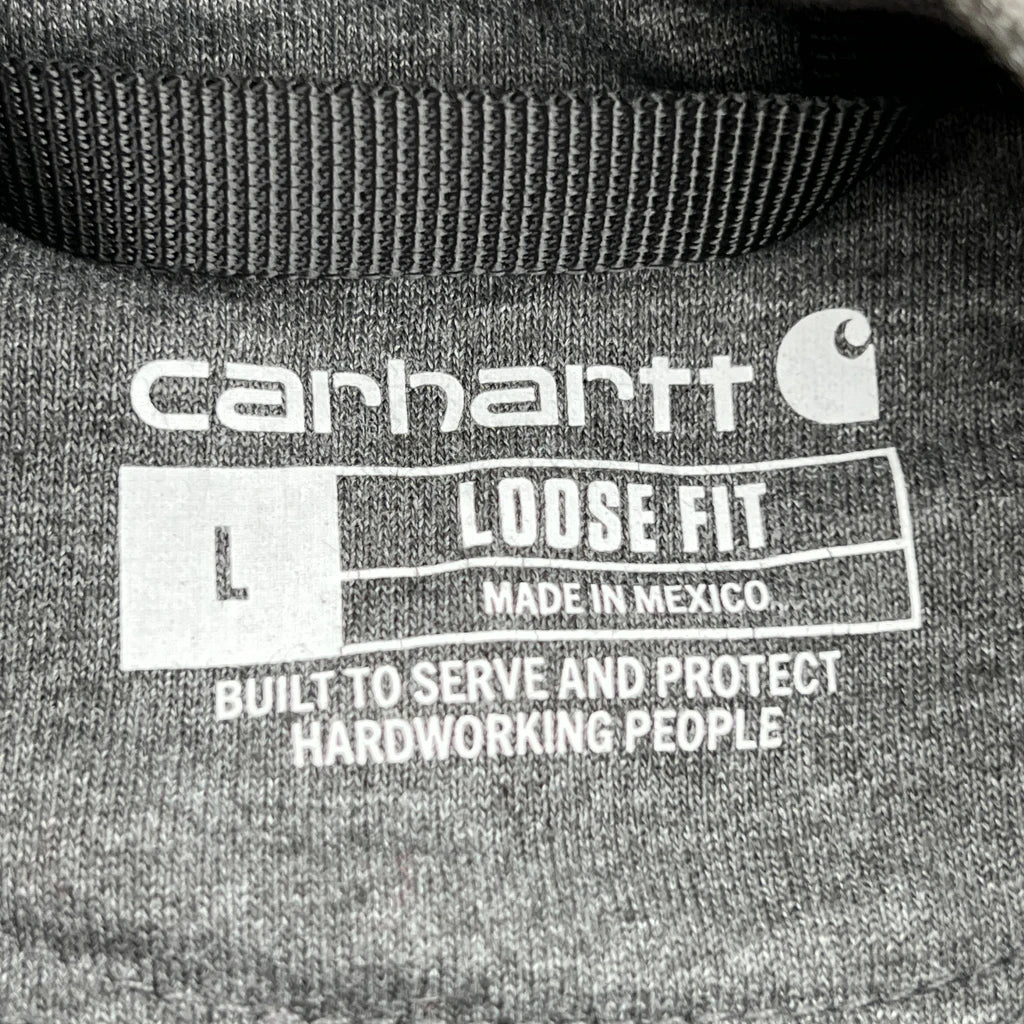 carhartt
L
LOOSE FIT
MADE IN MEXICO
BUILT TO SERVE AND PROTECT
HARDWORKING PEOPLE